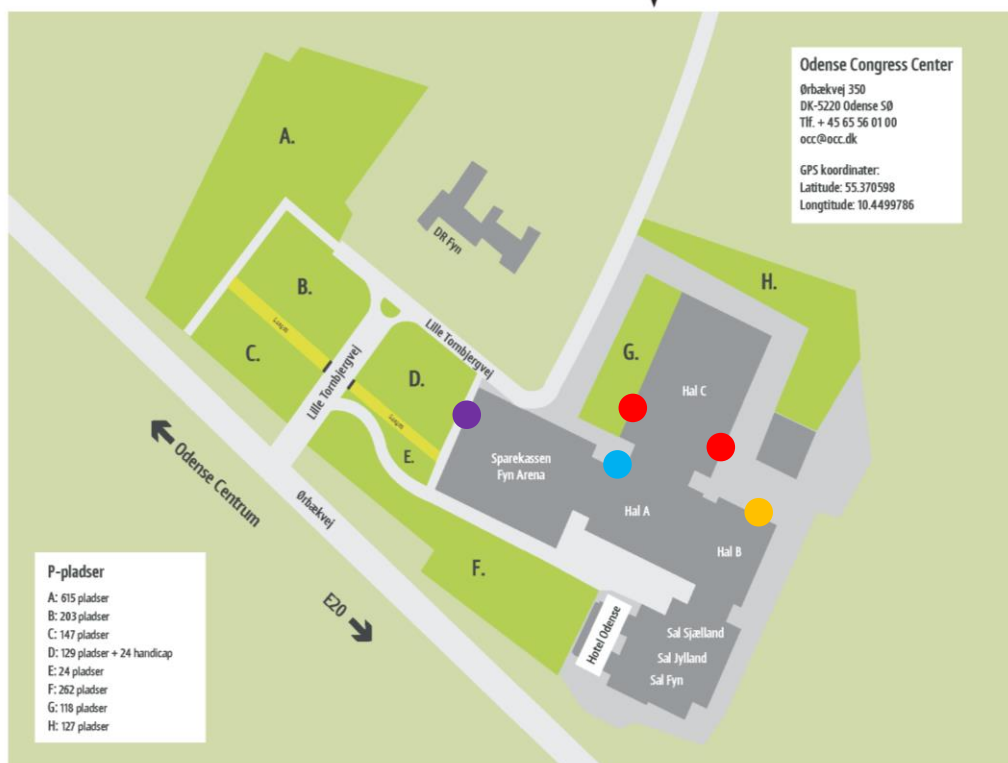 Odense Congress Center
Ørbækvej 350
DK-5220 Odense SØ
Tlf. + 45 65 56 01 00
occ@occ.dk
GPS koordinater:
Latitude: 55.370598
Longtitude: 10.4499786
A.
DR Fyn
B.
H.
Lille Tornbjergvej
G.
C.
D.
Hal C
Lille Tornbjergvej
E.
Sparekassen
Fyn Arena
Odense Centrum
Ørbækvej
Hal A
Hal B
F.
E20
Hotel Odense
Sal Sjælland
Sal Jylland
Sal Fyn
P-pladser
A: 615 pladser
B: 203 pladser
C: 147 pladser
D: 129 pladser + 24 handicap
E: 24 pladser
F: 262 pladser
G: 118 pladser
H: 127 pladser